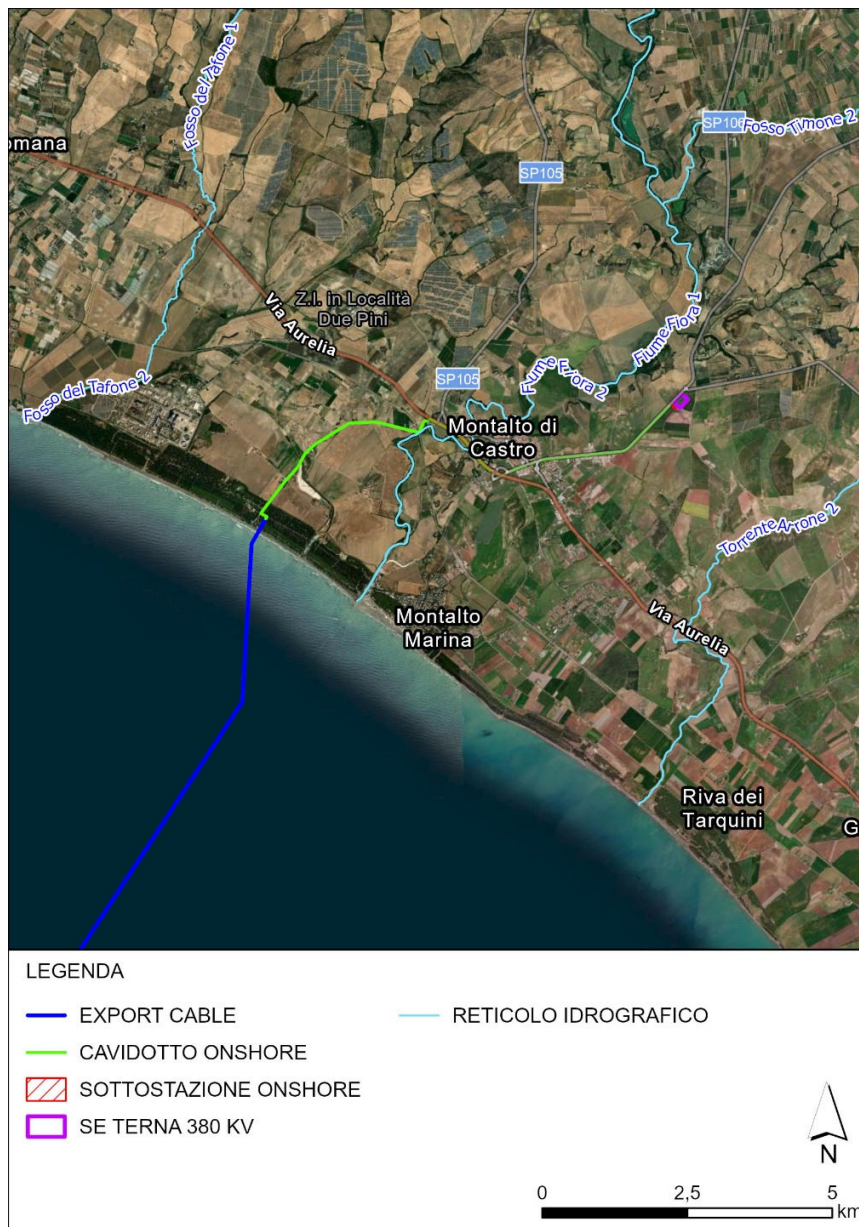 Fosso del Tafone 1
omana
SP106
Fosso Timone 2
SP105
Z.I. in Località
Due Pini
Via Aurelia
Fiume Fiora 1
SP105
Fiume Fiora 2
Fosso del Tafone 2
Montalto di
Castro
Torrente Arrone 2
Montalto
Marina
Via Aurelia
Riva dei
Tarquini
G
LEGENDA
EXPORT CABLE
RETICOLO IDROGRAFICO
CAVIDOTTO ONSHORE
SOTTOSTAZIONE ONSHORE
SE TERNA 380 KV
N
0 2,5 5
km